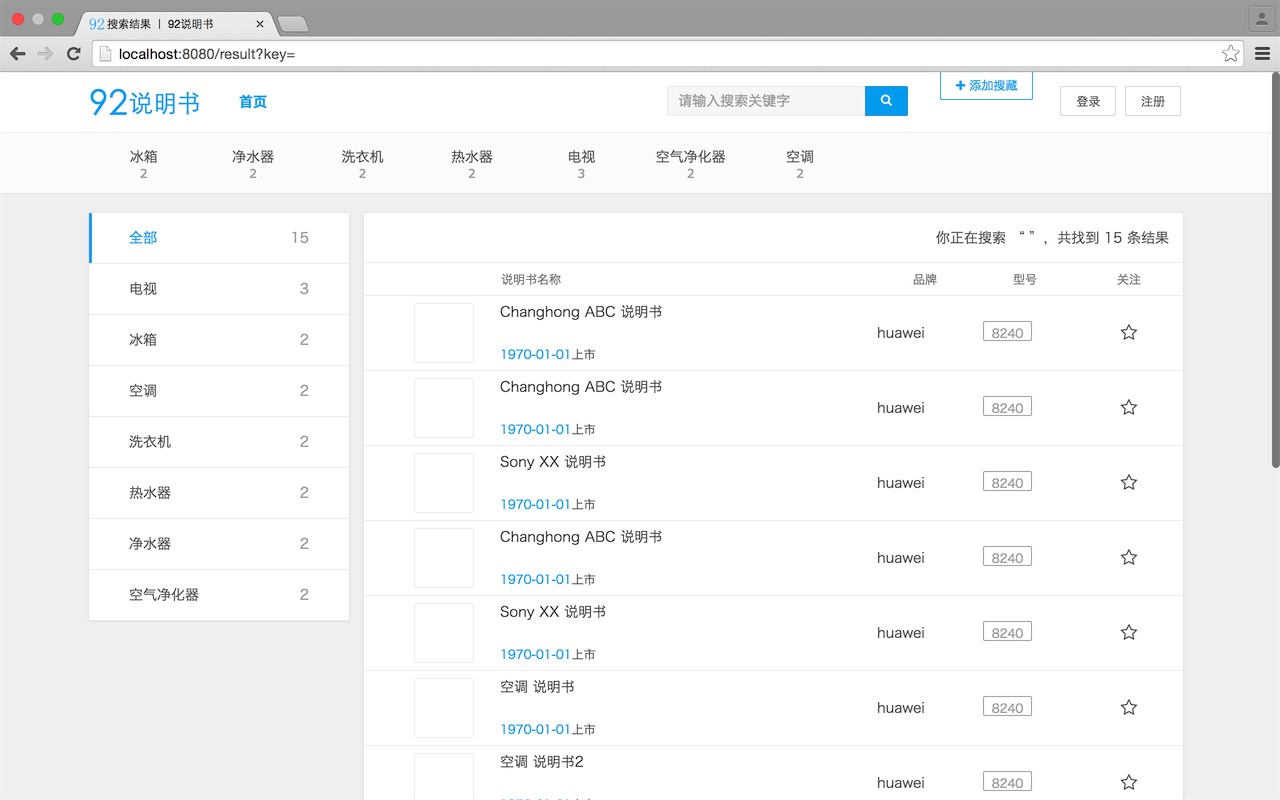 92 搜索结果 | 92说明书
localhost:8080/result?key=
92说明书
首页
请输入搜索关键字
添加搜藏
登录
注册
冰箱 净水器 洗衣机 热水器 电视 空气净化器 空调
2 2 2 2 3 2 2
全部 15
电视 3
冰箱 2
空调 2
洗衣机 2
热水器 2
净水器 2
空气净化器 2
你正在搜索 “ ” ，共找到 15 条结果
说明书名称 品牌 型号 关注
Changhong ABC 说明书
huawei 8240
1970-01-01上市
Changhong ABC 说明书
huawei 8240
1970-01-01上市
Sony XX 说明书
huawei 8240
1970-01-01上市
Changhong ABC 说明书
huawei 8240
1970-01-01上市
Sony XX 说明书
huawei 8240
1970-01-01上市
空调 说明书
huawei 8240
1970-01-01上市
空调 说明书2
huawei 8240